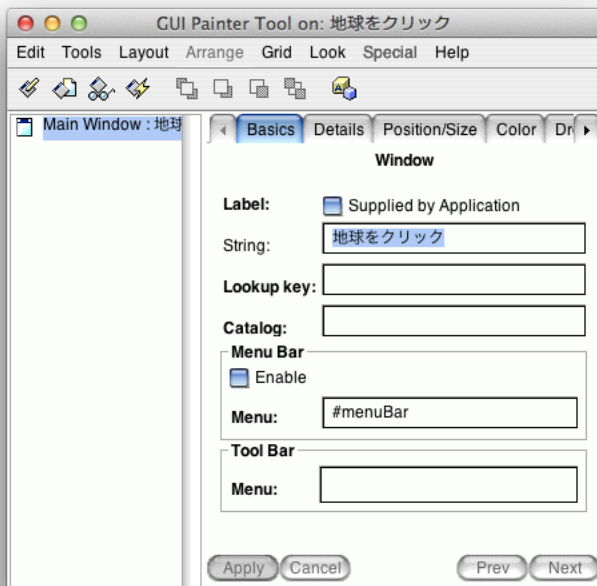 GUI Painter Tool on: 地球をクリック
Edit Tools Layout Arrange Grid Look Special Help
Main Window : 地球
Basics Details Position/Size Color
Window
Label: Supplied by Application
String: 地球をクリック
Lookup key:
Catalog:
Menu Bar
Enable
Menu: #menuBar
Tool Bar
Menu:
Apply Cancel Prev Next